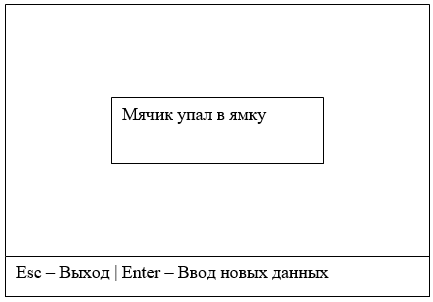 Мячик упал в ямку
Esc – Выход | Enter – Ввод новых данных